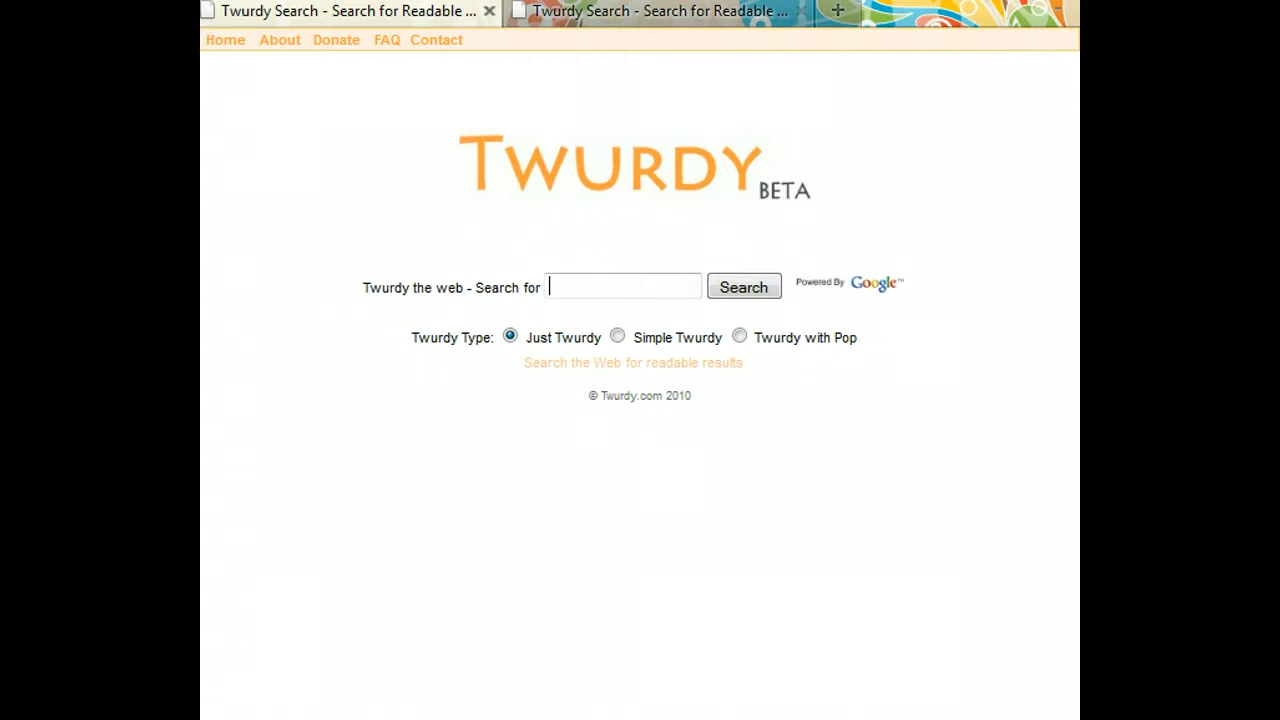 Twurdy Search - Search for Readable ... Twurdy Search - Search for Readable ...
Home About Donate FAQ Contact
TWURDY BETA
Twurdy the web - Search for Search Powered By Google™
Twurdy Type: Just Twurdy Simple Twurdy Twurdy with Pop
Search the Web for readable results
© Twurdy.com 2010